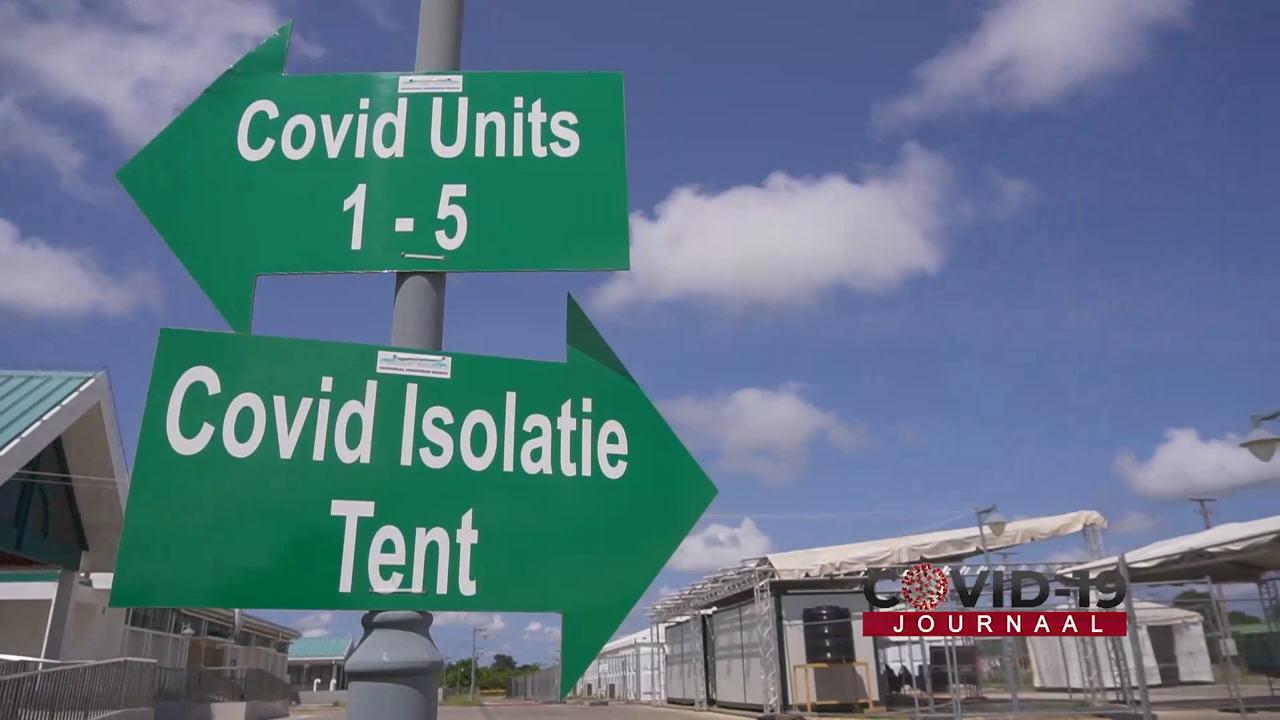 Covid Units
1 - 5
Covid Isolatie
Tent
COVID-19
JOURNAAL